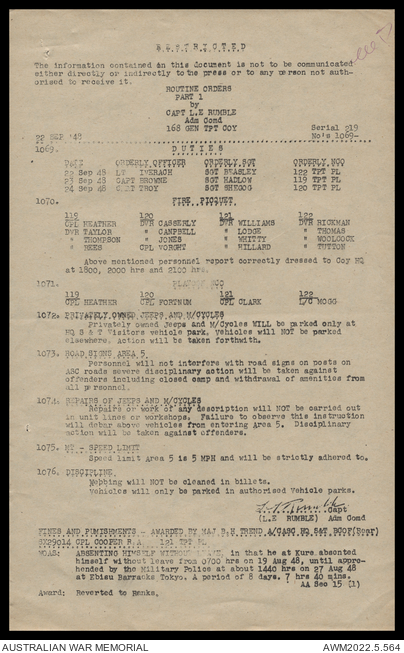 R E S T R I C T E D
The information contained in this document is not to be communicated
either directly or indirectly to the press or to any person not auth-
orised to receive it.
ROUTINE ORDERS
PART 1
by
CAPT L.E RUMBLE
Adm Comd
168 GEN TPT COY
Serial 219
22 SEP '48 No's 1069-
1069. D U T I E S
DATE ORDERLY OFFICER ORDERLY SGT ORDERLY NCO
22 Sep 48 LT IVERACH SGT BEASLEY 122 TPT PL
23 Sep 48 CAPT BROWNE SGT HADLOW 119 TPT PL
24 Sep 48 CAPT TROY SGT SHEGOG 120 TPT PL
1070. FIRE PICQUET
119 120 121 122
CPL HEATHER DVR CASSERLY DVR WILLIAMS DVR RICKMAN
DVR TAYLOR " CAMPBELL " LODGE " THOMAS
" THOMPSON " JONES " WHITTY " WOOLCOCK
" REES CPL VORGHT " HILLARD " TUTTON
Above mentioned personnel report correctly dressed to Coy HQ
at 1800, 2000 hrs and 2100 hrs.
1071. PLATOON NCO
119 120 121 122
CPL HEATHER CPL FORTNUM CPL CLARK L/C MOGG
1072. PRIVATELY OWNED JEEPS AND M/CYCLES
Privately owned Jeeps and M/Cycles WILL be parked only at
HQ S & T Visitors vehicle park. Vehicles will NOT be parked
elsewhere. Action will be taken forthwith.
1073. ROAD SIGNS AREA 5
Personnel will not interfere with road signs on posts on
ASC roads severe disciplinary action will be taken against
offenders including closed camp and withdrawal of amenities from
all personnel.
1074. REPAIRS OF JEEPS AND M/CYCLES
Repairs or work of any description will NOT be carried out
in unit lines or workshops. Failure to observe this instruction
will debar above vehicles from entering Area 5. Disciplinary
action will be taken against offenders.
1075. MT - SPEED LIMIT
Speed limit Area 5 is 5 MPH and will be strictly adhered to.
1076. DISCIPLINE
Webbing will NOT be cleaned in billets.
Vehicles will only be parked in authorised Vehicle parks.
Capt
(L.E RUMBLE) Adm Comd
FINES AND PUNISHMENTS - AWARDED BY MAJ B.H TREND A/CASC HQ S&T BCOF(Rear)
CPL COOPER R.A 121 TPT PL
WOAS: ABSENTING HIMSELF WITHOUT LEAVE, in that he at Kure absented
himself without leave from 0700 hrs on 19 Aug 48, until appre-
hended by the Military Police at about 1440 hrs on 27 Aug 48
at Ebisu Barracks Tokyo. A period of 8 days. 7 hrs 40 mins.
AA Sec 15 (1)
Award: Reverted to Ranks.
AUSTRALIAN WAR MEMORIAL AWM2022.5.564